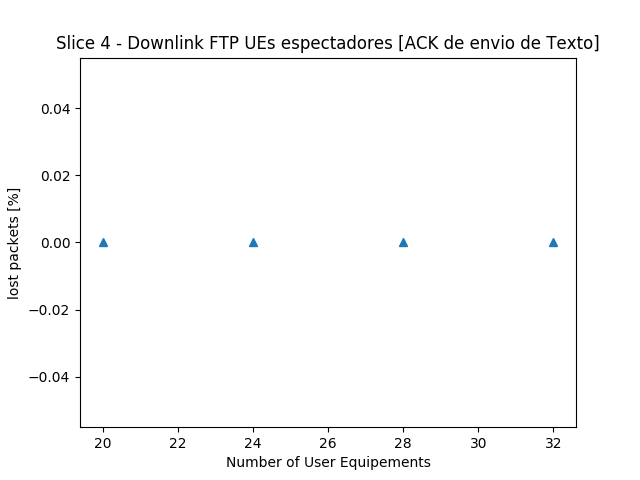 Slice 4 - Downlink FTP UEs espectadores [ACK de envio de Texto]
0.04
0.02
0.00
−0.02
−0.04
lost packets [%]
20 22 24 26 28 30 32
Number of User Equipements